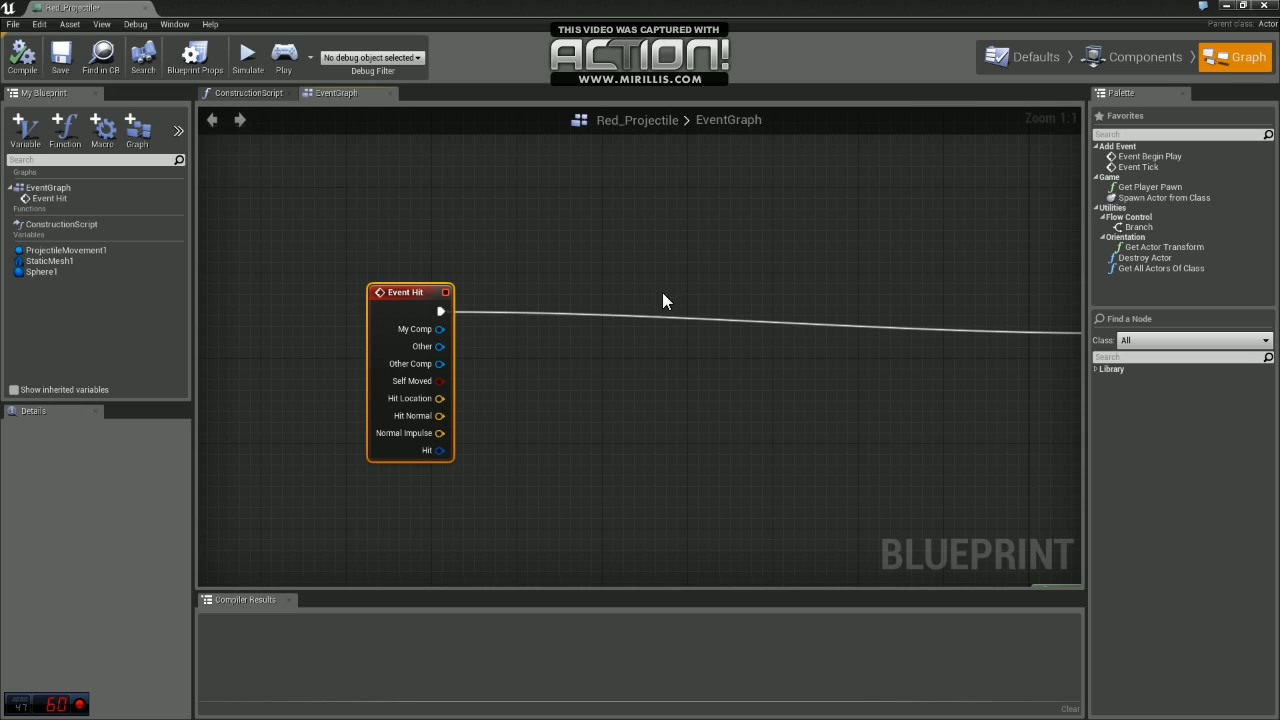 Red_Projectile*
File Edit Asset View Debug Window Help
Parent class: Actor
THIS VIDEO WAS CAPTURED WITH
ACTION!
WWW.MIRILLIS.COM
Compile Save Find in CB Search Blueprint Props Simulate Play
No debug object selected
Debug Filter
Defaults Components Graph
My Blueprint
ConstructionScript EventGraph
Palette
Variable Function Macro Graph
Search
Graphs
EventGraph
Event Hit
Functions
ConstructionScript
Variables
ProjectileMovement1
StaticMesh1
Sphere1
Show inherited variables
Details
Red_Projectile > EventGraph
Zoom 1:1
Event Hit
My Comp
Other
Other Comp
Self Moved
Hit Location
Hit Normal
Normal Impulse
Hit
BLUEPRINT
Compiler Results
Clear
Favorites
Search
Add Event
Event Begin Play
Event Tick
Game
Get Player Pawn
Spawn Actor from Class
Utilities
Flow Control
Branch
Orientation
Get Actor Transform
Destroy Actor
Get All Actors Of Class
Find a Node
Class: All
Search
Library
47 60